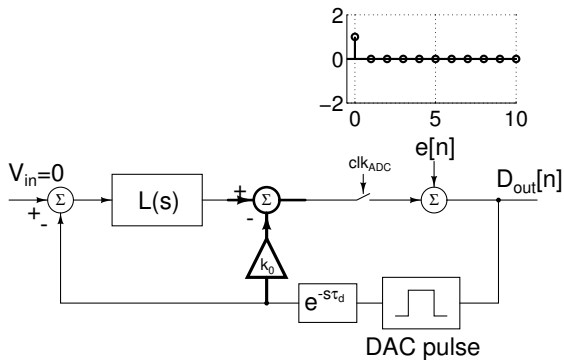 2
0
−2
0
5
10
e[n]
clk_ADC
V_in=0
D_out[n]
Σ
L(s)
Σ
Σ
+
-
+
-
k_0
e^-sτ_d
DAC pulse